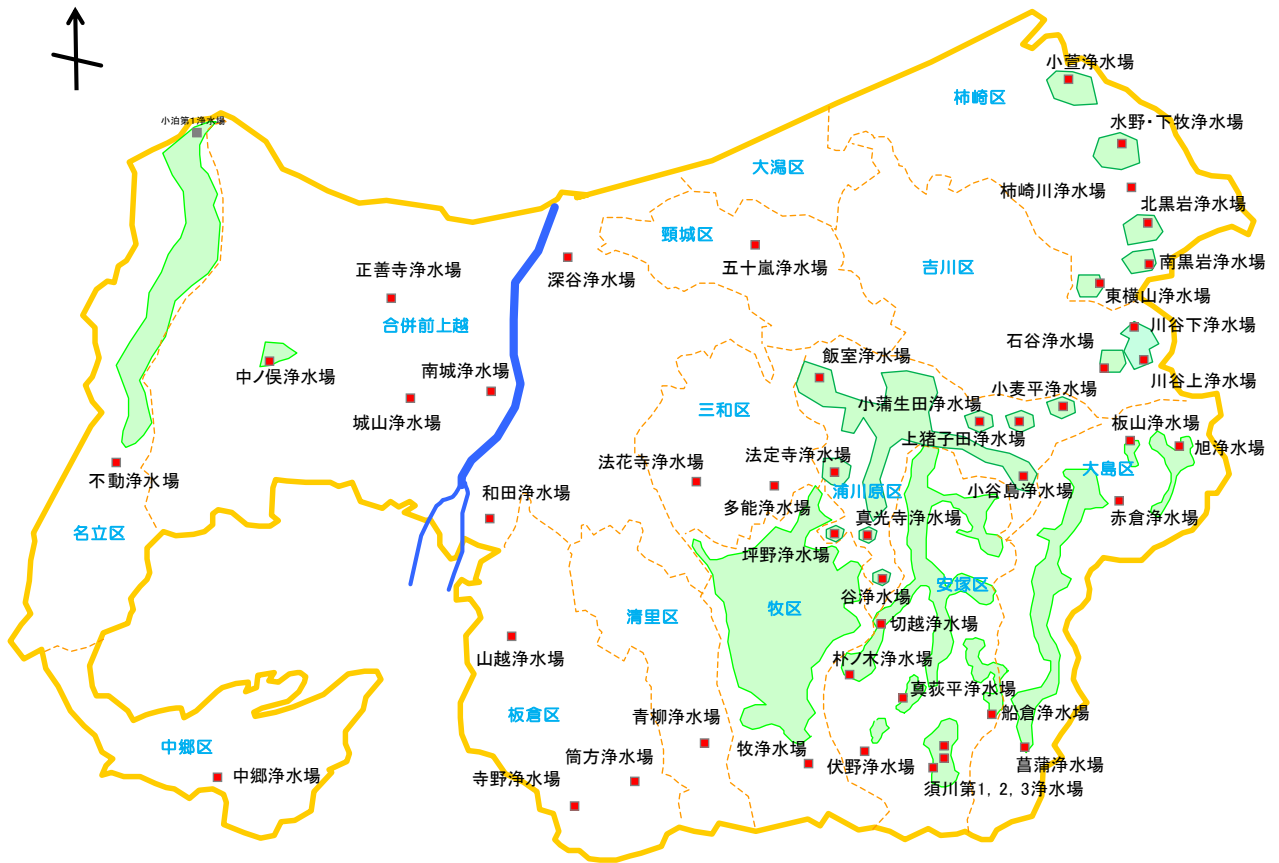 小萱浄水場
柿崎区
小泊第1浄水場
水野・下牧浄水場
大潟区
柿崎川浄水場
北黒岩浄水場
頸城区
正善寺浄水場
深谷浄水場
五十嵐浄水場
吉川区
南黒岩浄水場
東横山浄水場
合併前上越
川谷下浄水場
石谷浄水場
飯室浄水場
中ノ俣浄水場
南城浄水場
川谷上浄水場
小麦平浄水場
三和区
小蒲生田浄水場
城山浄水場
上猪子田浄水場
板山浄水場
旭浄水場
法花寺浄水場
法定寺浄水場
大島区
不動浄水場
和田浄水場
浦川原区
小谷島浄水場
多能浄水場
真光寺浄水場
赤倉浄水場
名立区
坪野浄水場
安塚区
谷浄水場
清里区
牧区
切越浄水場
山越浄水場
朴ノ木浄水場
真荻平浄水場
板倉区
青柳浄水場
船倉浄水場
中郷区
牧浄水場
筒方浄水場
伏野浄水場
菖蒲浄水場
中郷浄水場
寺野浄水場
須川第1，2，3浄水場